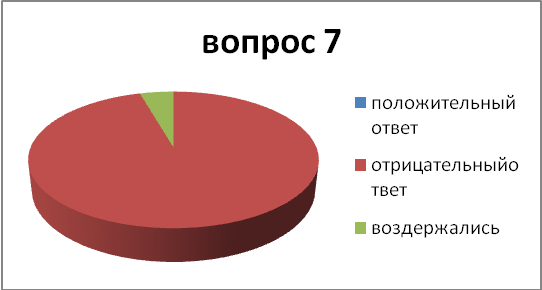 вопрос 7
положительный
ответ
отрицательныйо
твет
воздержались